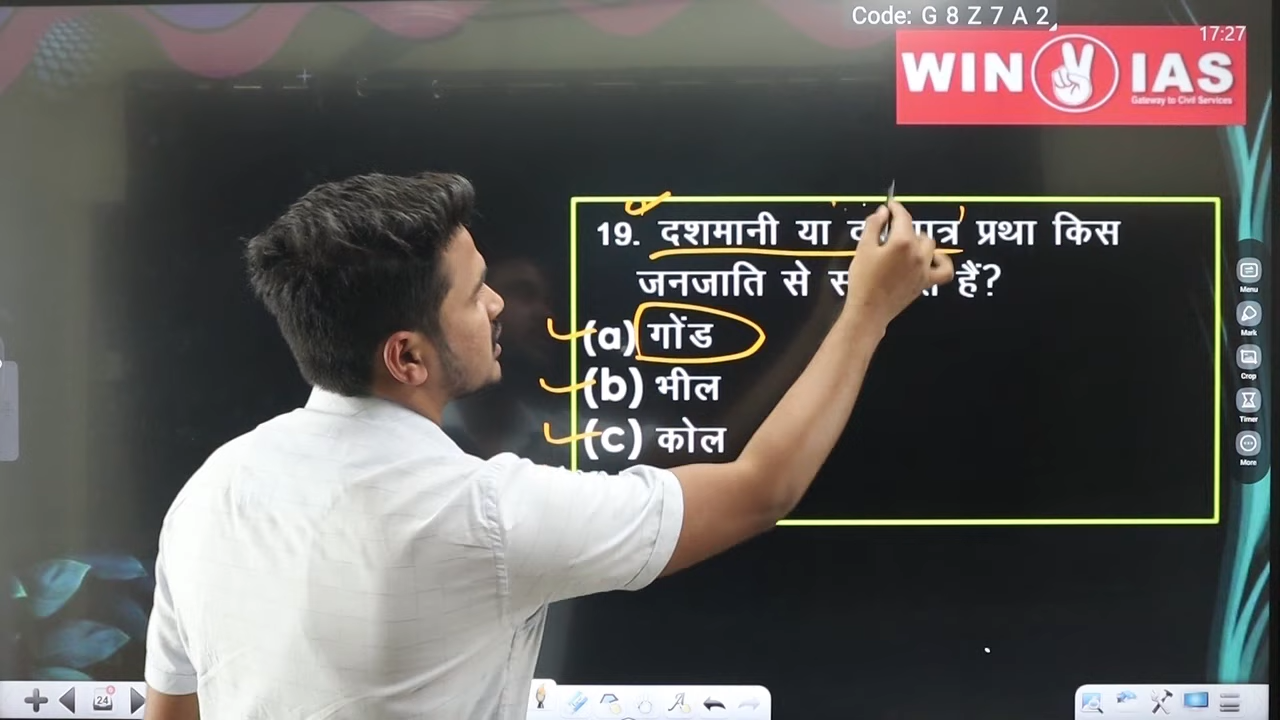 Code: G 8 Z 7 A 2
17:27
WIN IAS
Gateway to Civil Services
19. दशमानी या प्रथा किस
जनजाति से हैं?
(a) गोंड
(b) भील
(c) कोल
Menu
Mark
Crop
Timer
More
24